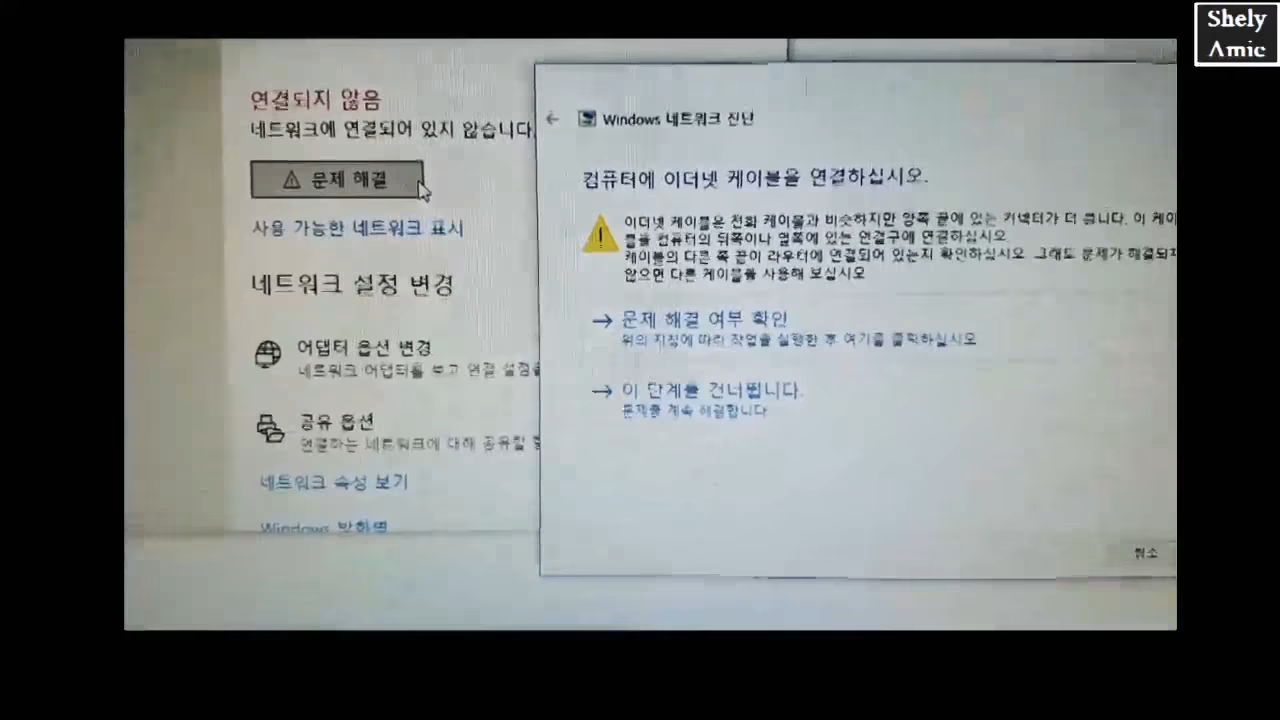 Shely
Amic
연결되지 않음
네트워크에 연결되어 있지 않습니다.
문제 해결
사용 가능한 네트워크 표시
네트워크 설정 변경
어댑터 옵션 변경
네트워크 어댑터를 보고 연결 설정을
공유 옵션
연결하는 네트워크에 대해 공유할 항
네트워크 속성 보기
Windows 방화벽
Windows 네트워크 진단
컴퓨터에 이더넷 케이블을 연결하십시오.
이더넷 케이블은 전화 케이블과 비슷하지만 양쪽 끝에 있는 커넥터가 더 큽니다. 이 케이
블을 컴퓨터의 뒤쪽이나 옆쪽에 있는 연결구에 연결하십시오.
케이블의 다른 쪽 끝이 라우터에 연결되어 있는지 확인하십시오. 그래도 문제가 해결되지
않으면 다른 케이블을 사용해 보십시오.
→ 문제 해결 여부 확인
위의 지침에 따라 작업을 실행한 후 여기를 클릭하십시오.
→ 이 단계를 건너뜁니다.
문제를 계속 해결합니다.
취소